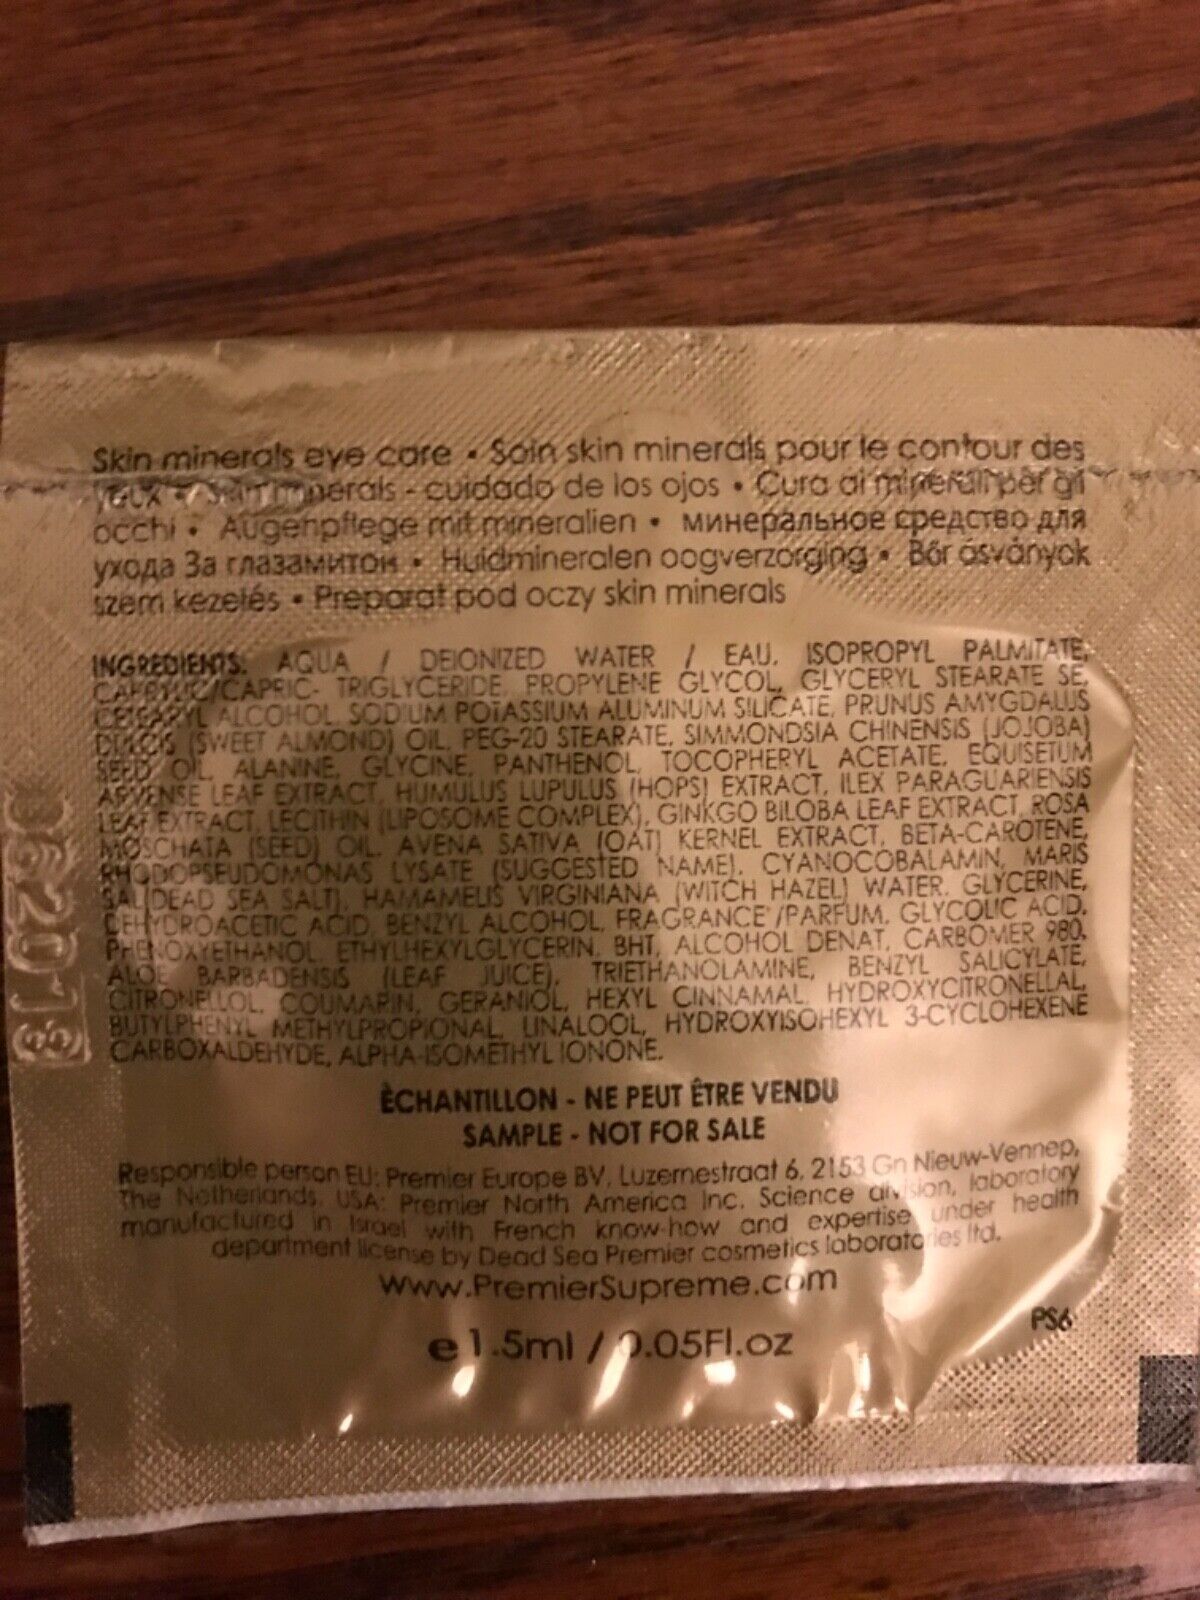 Skin minerals eye care • Soin skin minerals pour le contour des
yeux • Skin minerals - cuidado de los ojos • Cura ai minerali per gli
occhi • Augenpflege mit mineralien • минеральное средство для
ухода За глазамитон • Huidmineralen oogverzorging • Bőr ásványok
szem kezelés • Preparat pod oczy skin minerals
INGREDIENTS: AQUA / DEIONIZED WATER / EAU, ISOPROPYL PALMITATE,
CAPRYLIC/CAPRIC- TRIGLYCERIDE, PROPYLENE GLYCOL, GLYCERYL STEARATE SE,
CETEARYL ALCOHOL, SODIUM POTASSIUM ALUMINUM SILICATE, PRUNUS AMYGDALUS
DULCIS (SWEET ALMOND) OIL, PEG-20 STEARATE, SIMMONDSIA CHINENSIS (JOJOBA)
SEED OIL, ALANINE, GLYCINE, PANTHENOL, TOCOPHERYL ACETATE, EQUISETUM
ARVENSE LEAF EXTRACT, HUMULUS LUPULUS (HOPS) EXTRACT, ILEX PARAGUARIENSIS
LEAF EXTRACT, LECITHIN (LIPOSOME COMPLEX), GINKGO BILOBA LEAF EXTRACT, ROSA
MOSCHATA (SEED) OIL, AVENA SATIVA (OAT) KERNEL EXTRACT, BETA-CAROTENE,
RHODOPSEUDOMONAS LYSATE (SUGGESTED NAME), CYANOCOBALAMIN, MARIS
SAL(DEAD SEA SALT), HAMAMELIS VIRGINIANA (WITCH HAZEL) WATER, GLYCERINE,
DEHYDROACETIC ACID, BENZYL ALCOHOL, FRAGRANCE /PARFUM, GLYCOLIC ACID,
PHENOXYETHANOL, ETHYLHEXYLGLYCERIN, BHT, ALCOHOL DENAT, CARBOMER 980,
ALOE BARBADENSIS (LEAF JUICE), TRIETHANOLAMINE, BENZYL SALICYLATE,
CITRONELLOL, COUMARIN, GERANIOL, HEXYL CINNAMAL, HYDROXYCITRONELLAL,
BUTYLPHENYL METHYLPROPIONAL, LINALOOL, HYDROXYISOHEXYL 3-CYCLOHEXENE
CARBOXALDEHYDE, ALPHA-ISOMETHYL IONONE.
ÈCHANTILLON - NE PEUT ÊTRE VENDU
SAMPLE - NOT FOR SALE
Responsible person EU: Premier Europe BV, Luzernestraat 6, 2153 Gn Nieuw-Vennep,
The Netherlands, USA: Premier North America Inc. Science division, laboratory
manufactured in Israel with French know-how and expertise under health
department license by Dead Sea Premier cosmetics laboratories ltd.
www.PremierSupreme.com
PS6
e 1.5ml / 0.05Fl.oz
062013